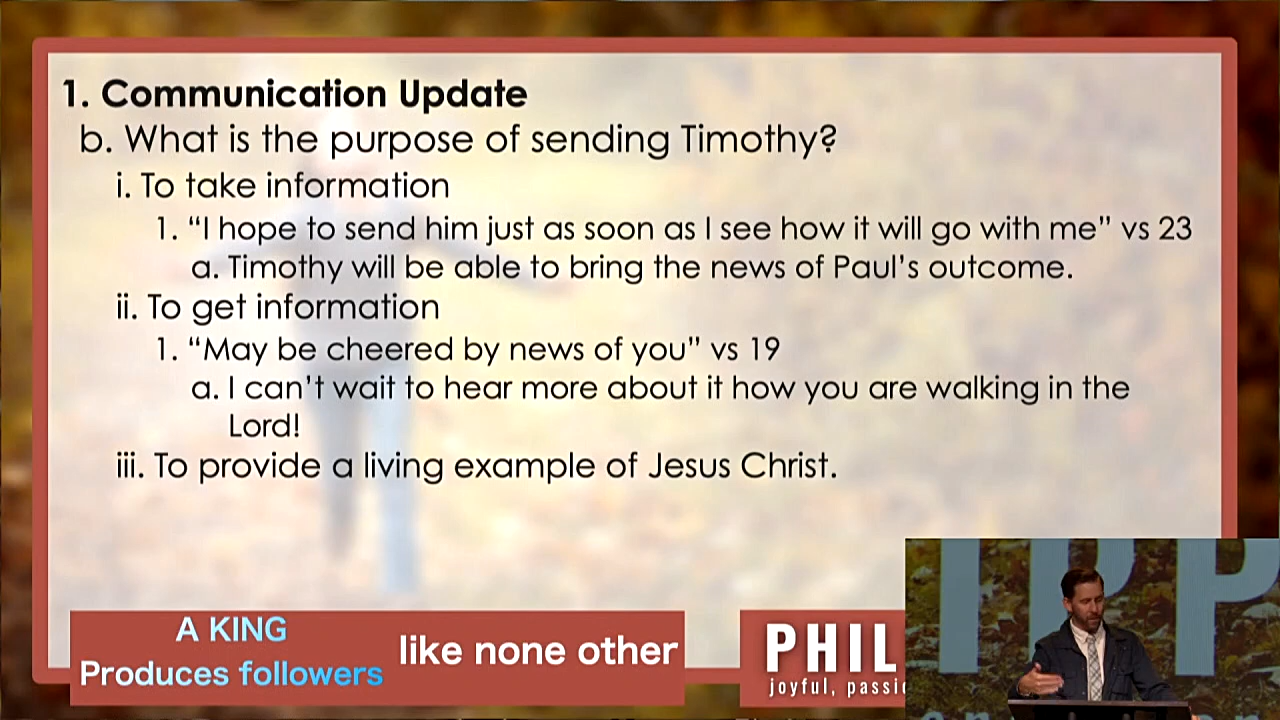 1. Communication Update
b. What is the purpose of sending Timothy?
i. To take information
1. “I hope to send him just as soon as I see how it will go with me” vs 23
a. Timothy will be able to bring the news of Paul’s outcome.
ii. To get information
1. “May be cheered by news of you” vs 19
a. I can’t wait to hear more about it how you are walking in the
Lord!
iii. To provide a living example of Jesus Christ.
A KING
Produces followers
like none other
PHIL
joyful,
IPP